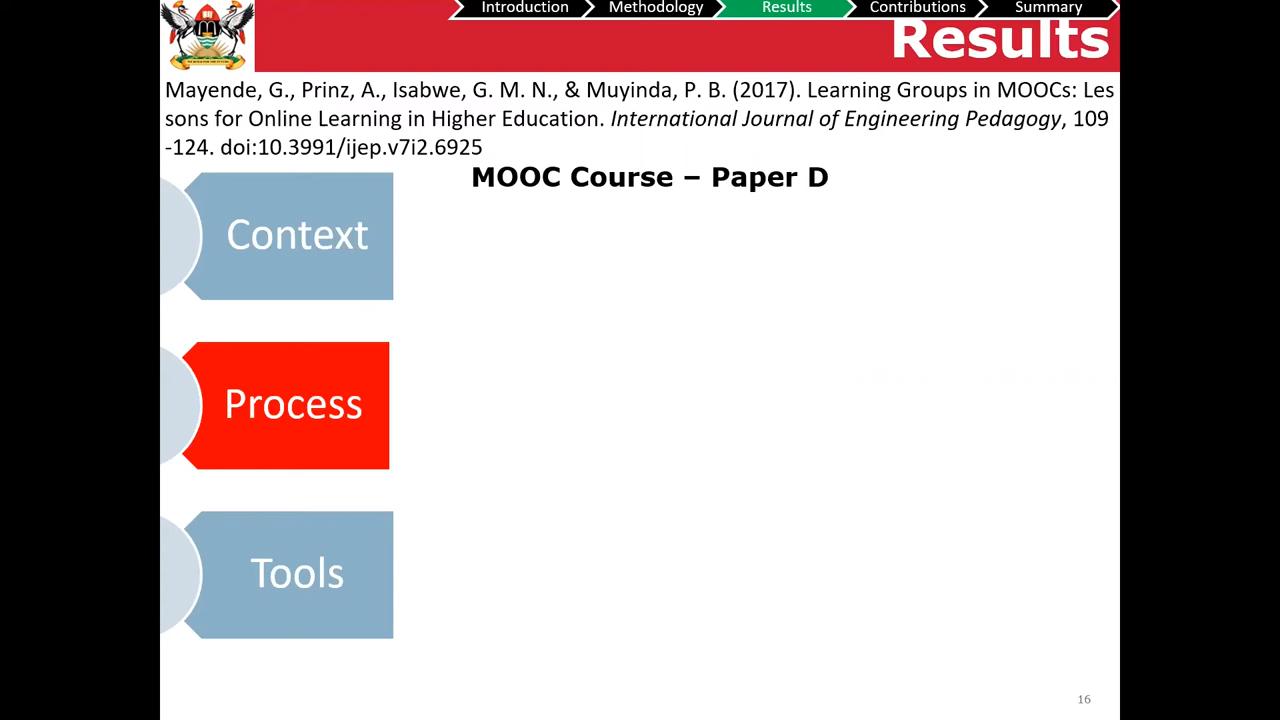 Introduction Methodology Results Contributions Summary
Results
Mayende, G., Prinz, A., Isabwe, G. M. N., & Muyinda, P. B. (2017). Learning Groups in MOOCs: Les
sons for Online Learning in Higher Education. International Journal of Engineering Pedagogy, 109
-124. doi:10.3991/ijep.v7i2.6925
MOOC Course – Paper D
Context
Process
Tools
16